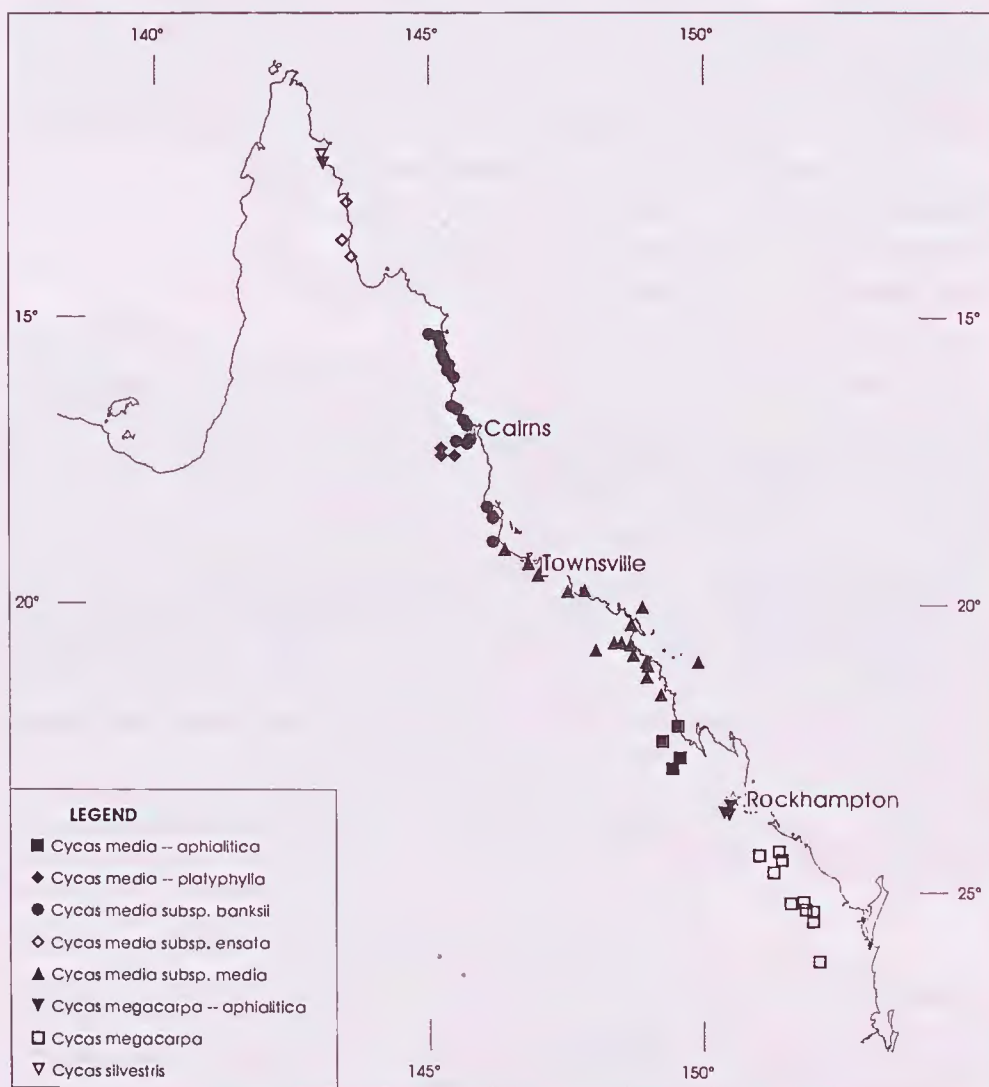 140°
145°
150°
15°
15°
Cairns
Townsville
20°
20°
Rockhampton
25°
LEGEND
Cycas media -- aphialitica
Cycas media -- platyphylla
Cycas media subsp. banksii
Cycas media subsp. ensata
Cycas media subsp. media
Cycas megacarpa -- aphialitica
Cycas megacarpa
Cycas silvestris
145°
150°